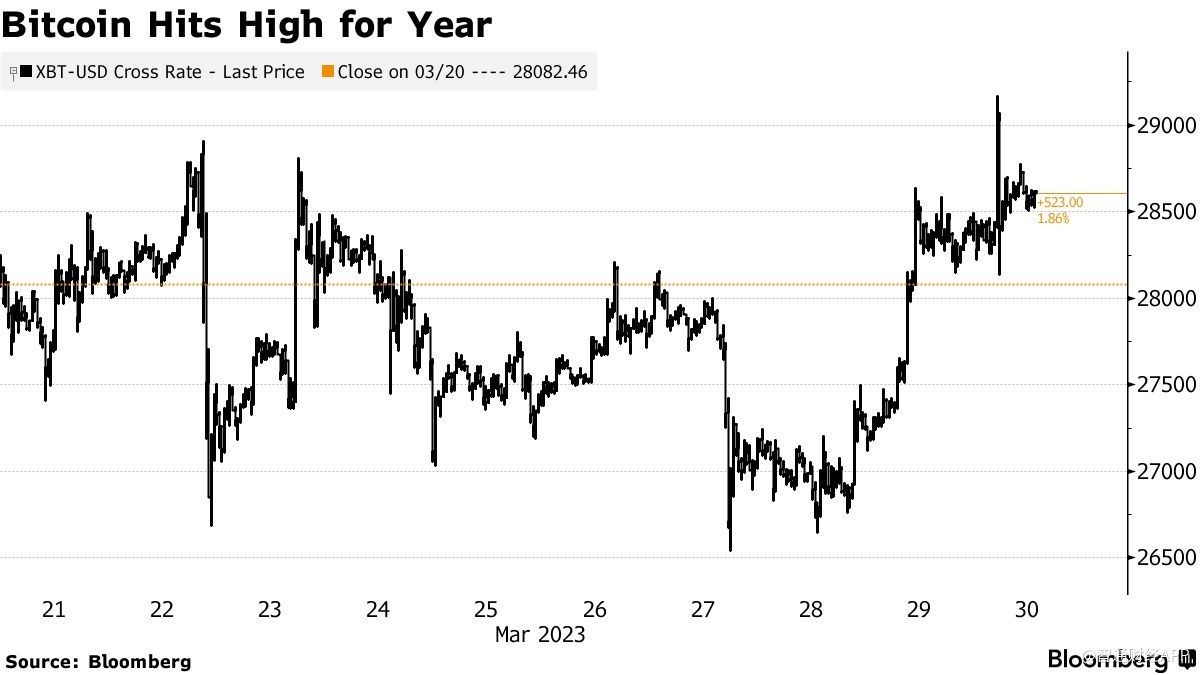 Bitcoin Hits High for Year
XBT-USD Cross Rate - Last Price Close on 03/20 ---- 28082.46
29000
28500
28000
27500
27000
26500
+523.00
1.86%
21 22 23 24 25 26 27 28 29 30
Mar 2023
Source: Bloomberg
Bloomberg